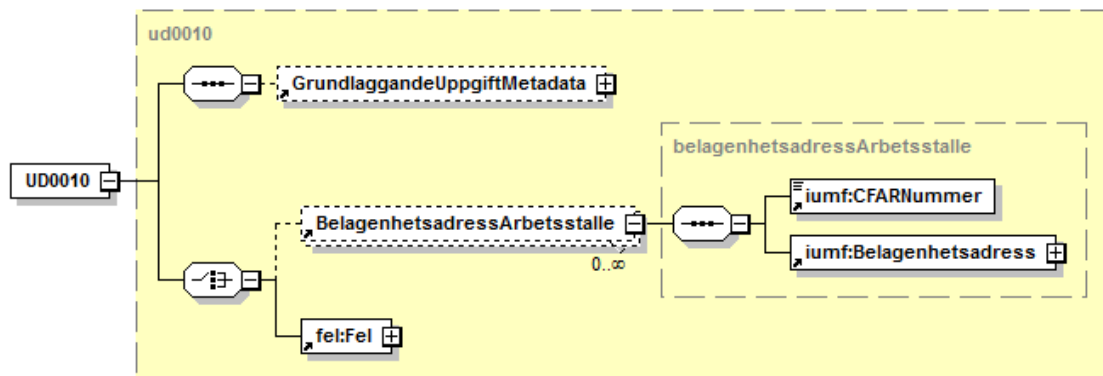 ud0010
GrundlaggandeUppgiftMetadata
belagenhetsadressArbetsstalle
UD0010
iumf:CFARNummer
BelagenhetsadressArbetsstalle
iumf:Belagenhetsadress
0..∞
fel:Fel